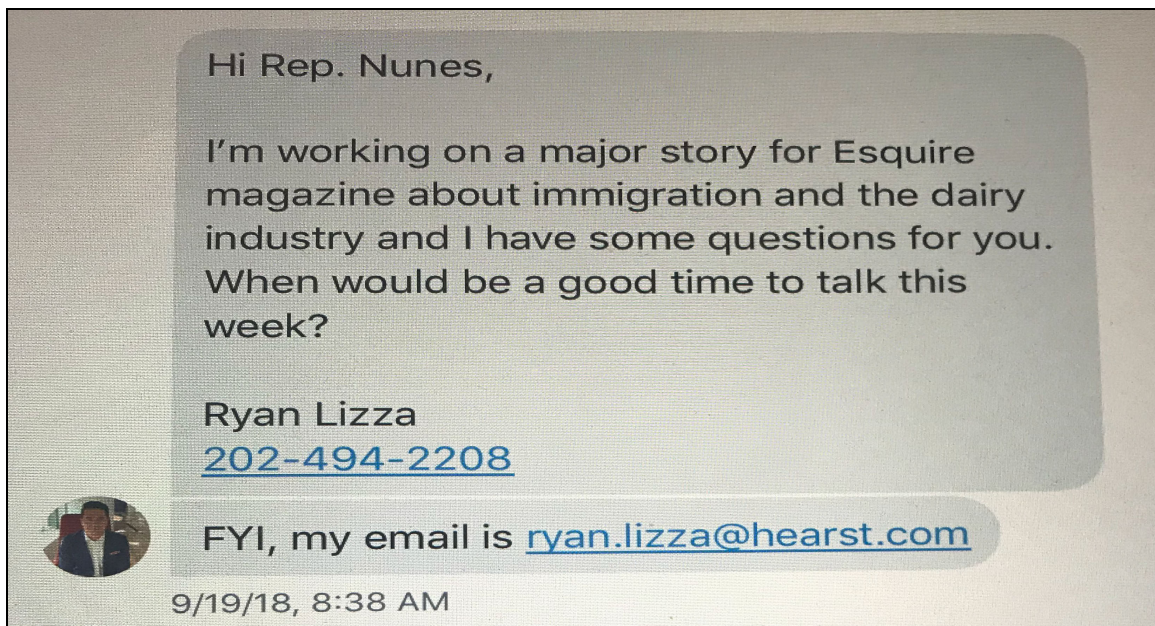 Hi Rep. Nunes,
I'm working on a major story for Esquire
magazine about immigration and the dairy
industry and I have some questions for you.
When would be a good time to talk this
week?
Ryan Lizza
202-494-2208
FYI, my email is ryan.lizza@hearst.com
9/19/18, 8:38 AM